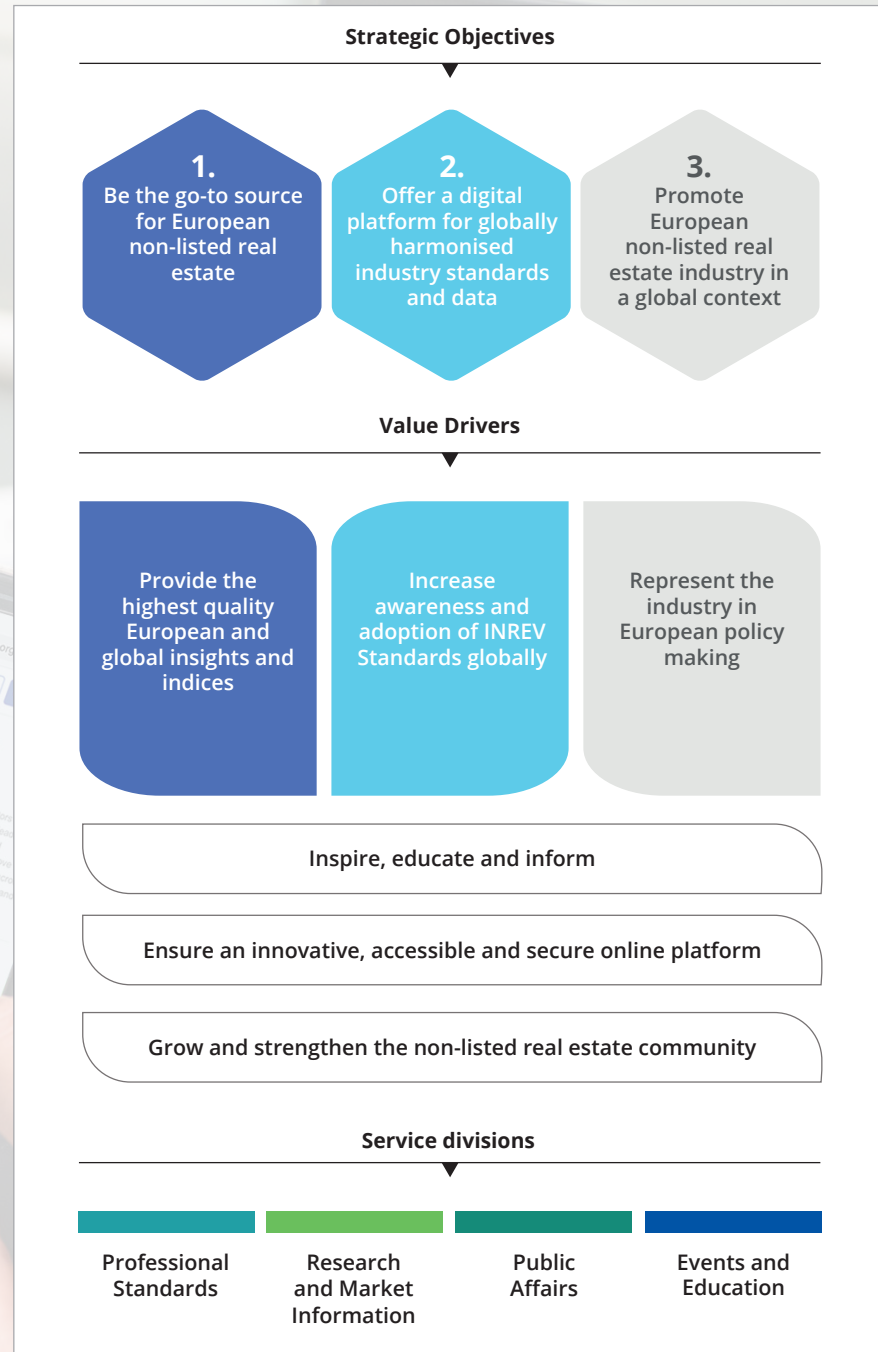 Strategic Objectives
1.
Be the go-to source
for European
non-listed real
estate
2.
Offer a digital
platform for globally
harmonised
industry standards
and data
3.
Promote
European
non-listed real
estate industry in
a global context
Value Drivers
Provide the
highest quality
European and
global insights and
indices
Increase
awareness and
adoption of INREV
Standards globally
Represent the
industry in
European policy
making
Inspire, educate and inform
Ensure an innovative, accessible and secure online platform
Grow and strengthen the non-listed real estate community
Service divisions
Professional
Standards
Research
and Market
Information
Public
Affairs
Events and
Education